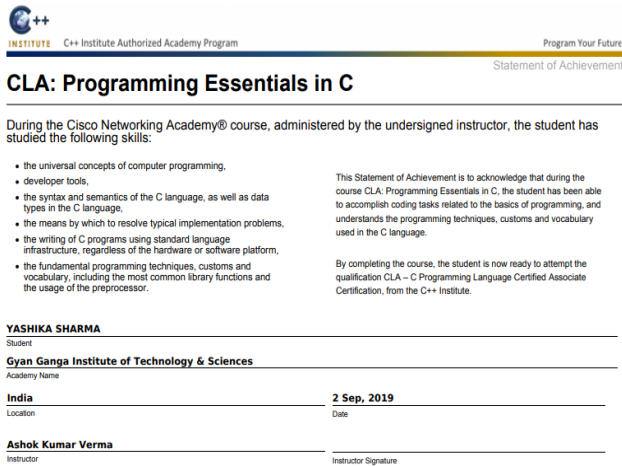 C++
INSTITUTE C++ Institute Authorized Academy Program
Program Your Future
Statement of Achievement
CLA: Programming Essentials in C
During the Cisco Networking Academy® course, administered by the undersigned instructor, the student has
studied the following skills:
• the universal concepts of computer programming,
• developer tools,
• the syntax and semantics of the C language, as well as data
types in the C language,
• the means by which to resolve typical implementation problems,
• the writing of C programs using standard language
infrastructure, regardless of the hardware or software platform,
• the fundamental programming techniques, customs and
vocabulary, including the most common library functions and
the usage of the preprocessor.
This Statement of Achievement is to acknowledge that during the
course CLA: Programming Essentials in C, the student has been able
to accomplish coding tasks related to the basics of programming, and
understands the programming techniques, customs and vocabulary
used in the C language.
By completing the course, the student is now ready to attempt the
qualification CLA – C Programming Language Certified Associate
Certification, from the C++ Institute.
YASHIKA SHARMA
Student
Gyan Ganga Institute of Technology & Sciences
Academy Name
India
Location
2 Sep, 2019
Date
Ashok Kumar Verma
Instructor
Instructor Signature